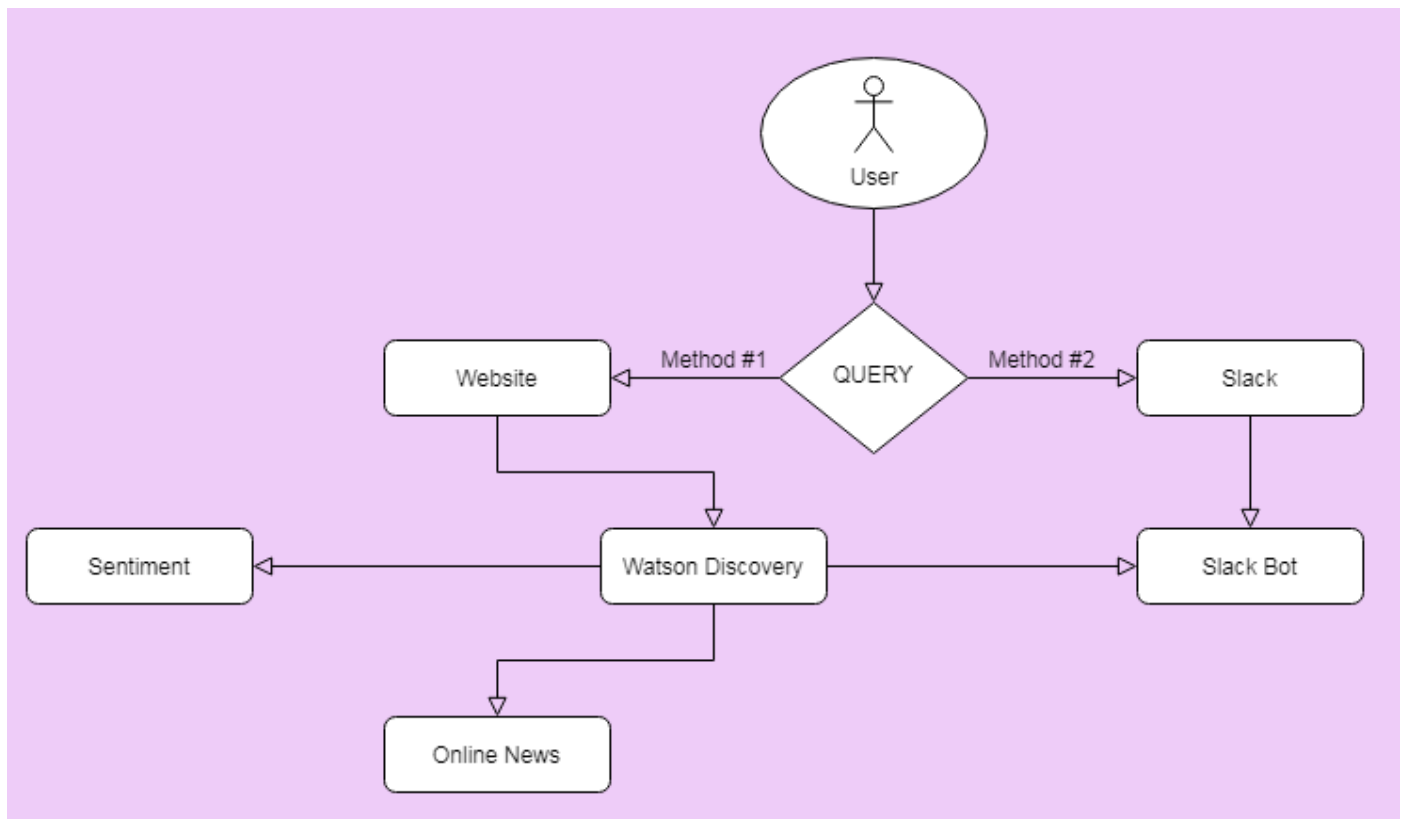 User
QUERY
Method #1
Method #2
Website
Slack
Sentiment
Watson Discovery
Slack Bot
Online News